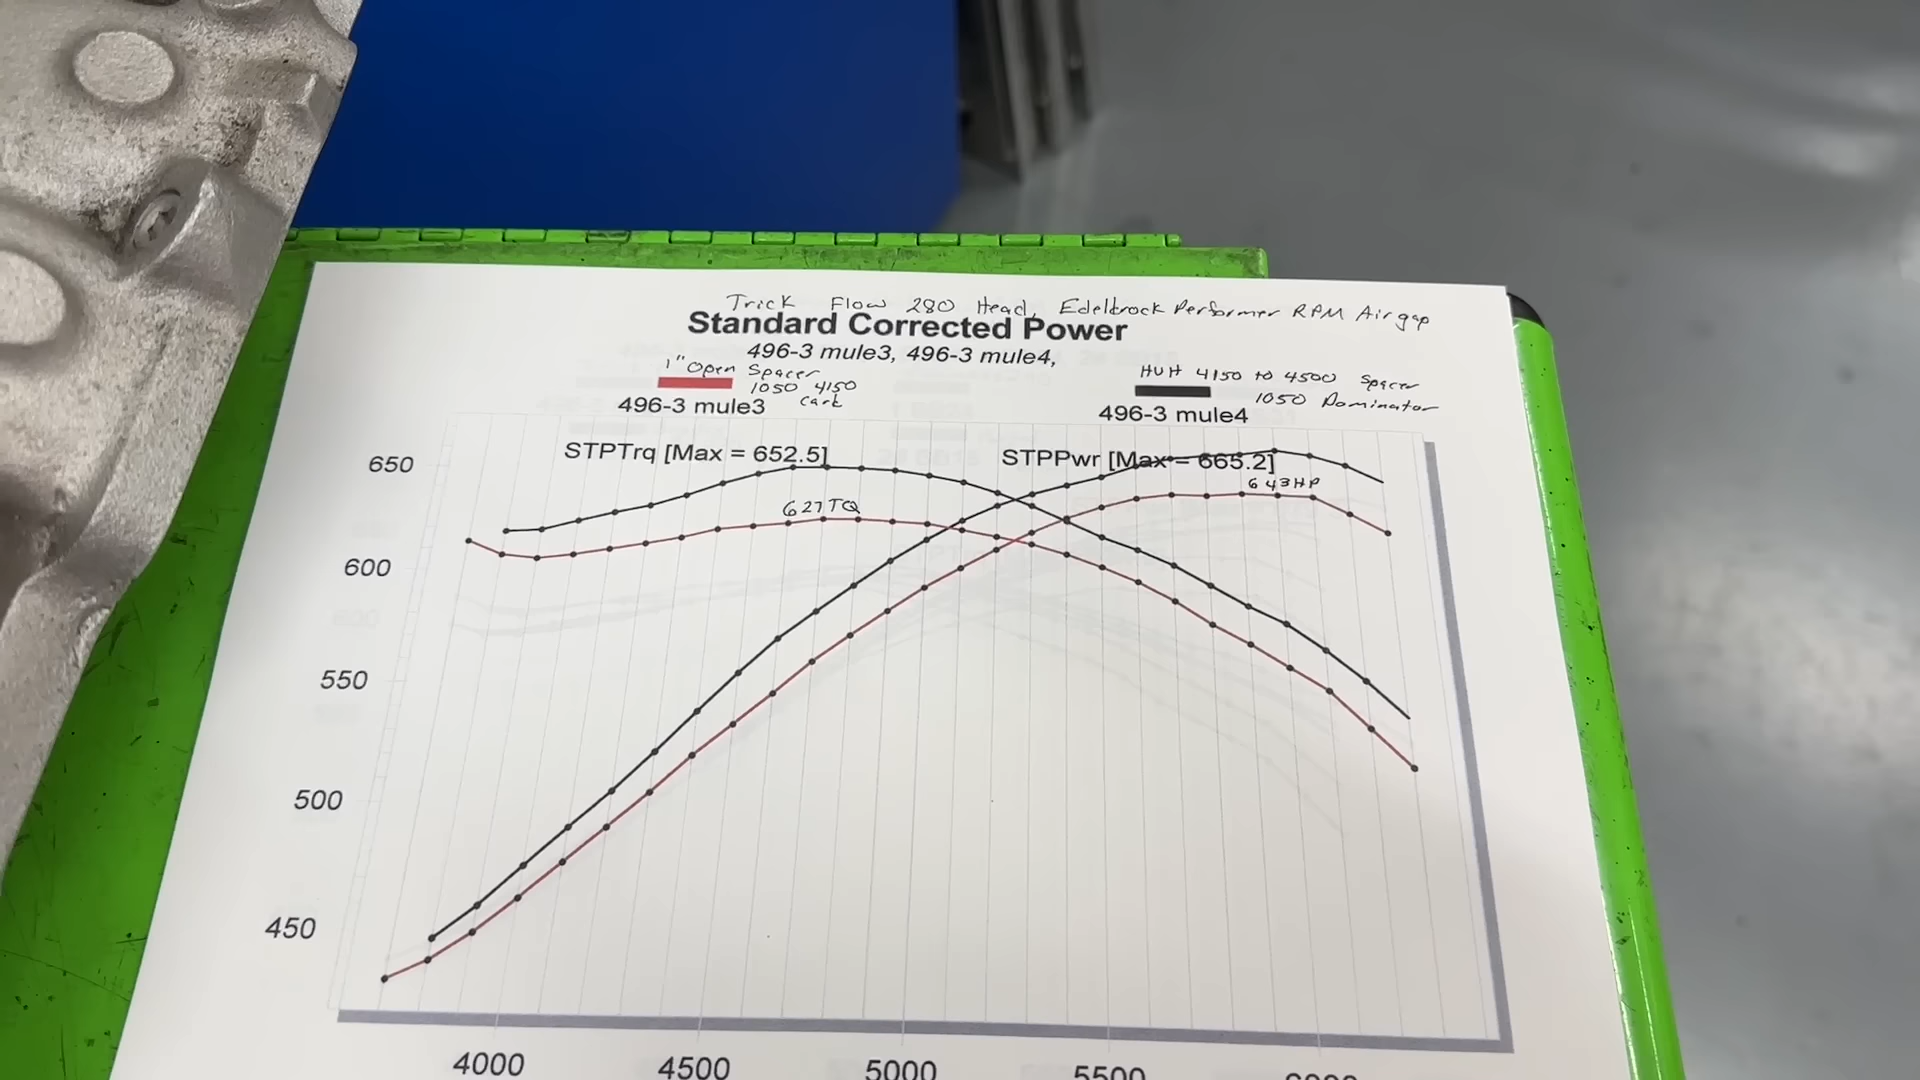 Trick Flow 280 Head, Edelbrock Performer RPM Airgap
Standard Corrected Power
496-3 mule3, 496-3 mule4,
1" Open Spacer
1050 4150
Carb
496-3 mule3
HVH 4150 to 4500 Spacer
1050 Dominator
496-3 mule4
STPTrq [Max = 652.5]
STPPwr [Max = 665.2]
643HP
627TQ
650
600
550
500
450
4000
4500
5000
5500